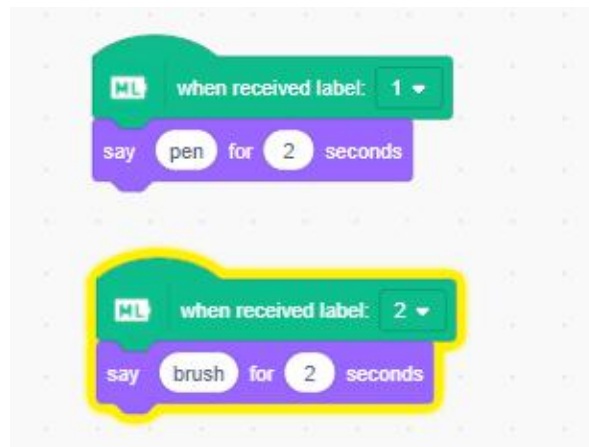 ML when received label: 1
say pen for 2 seconds
ML when received label: 2
say brush for 2 seconds